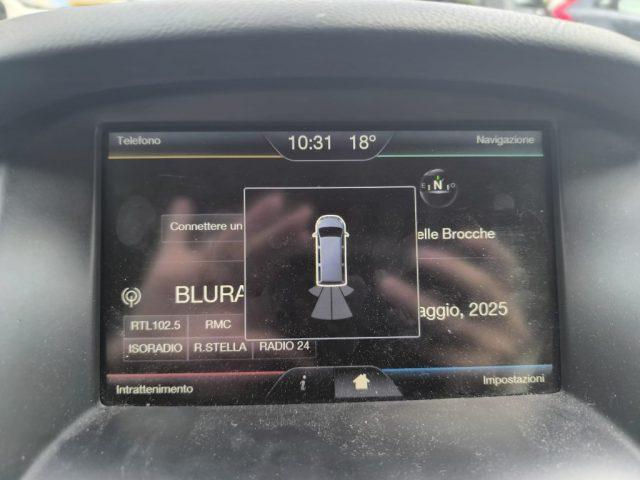 Telefono
10:31 18°
Navigazione
E N O
Connettere un
elle Brocche
BLURA
aggio, 2025
RTL102.5 RMC
ISORADIO R.STELLA RADIO 24
Intrattenimento
i
Impostazioni